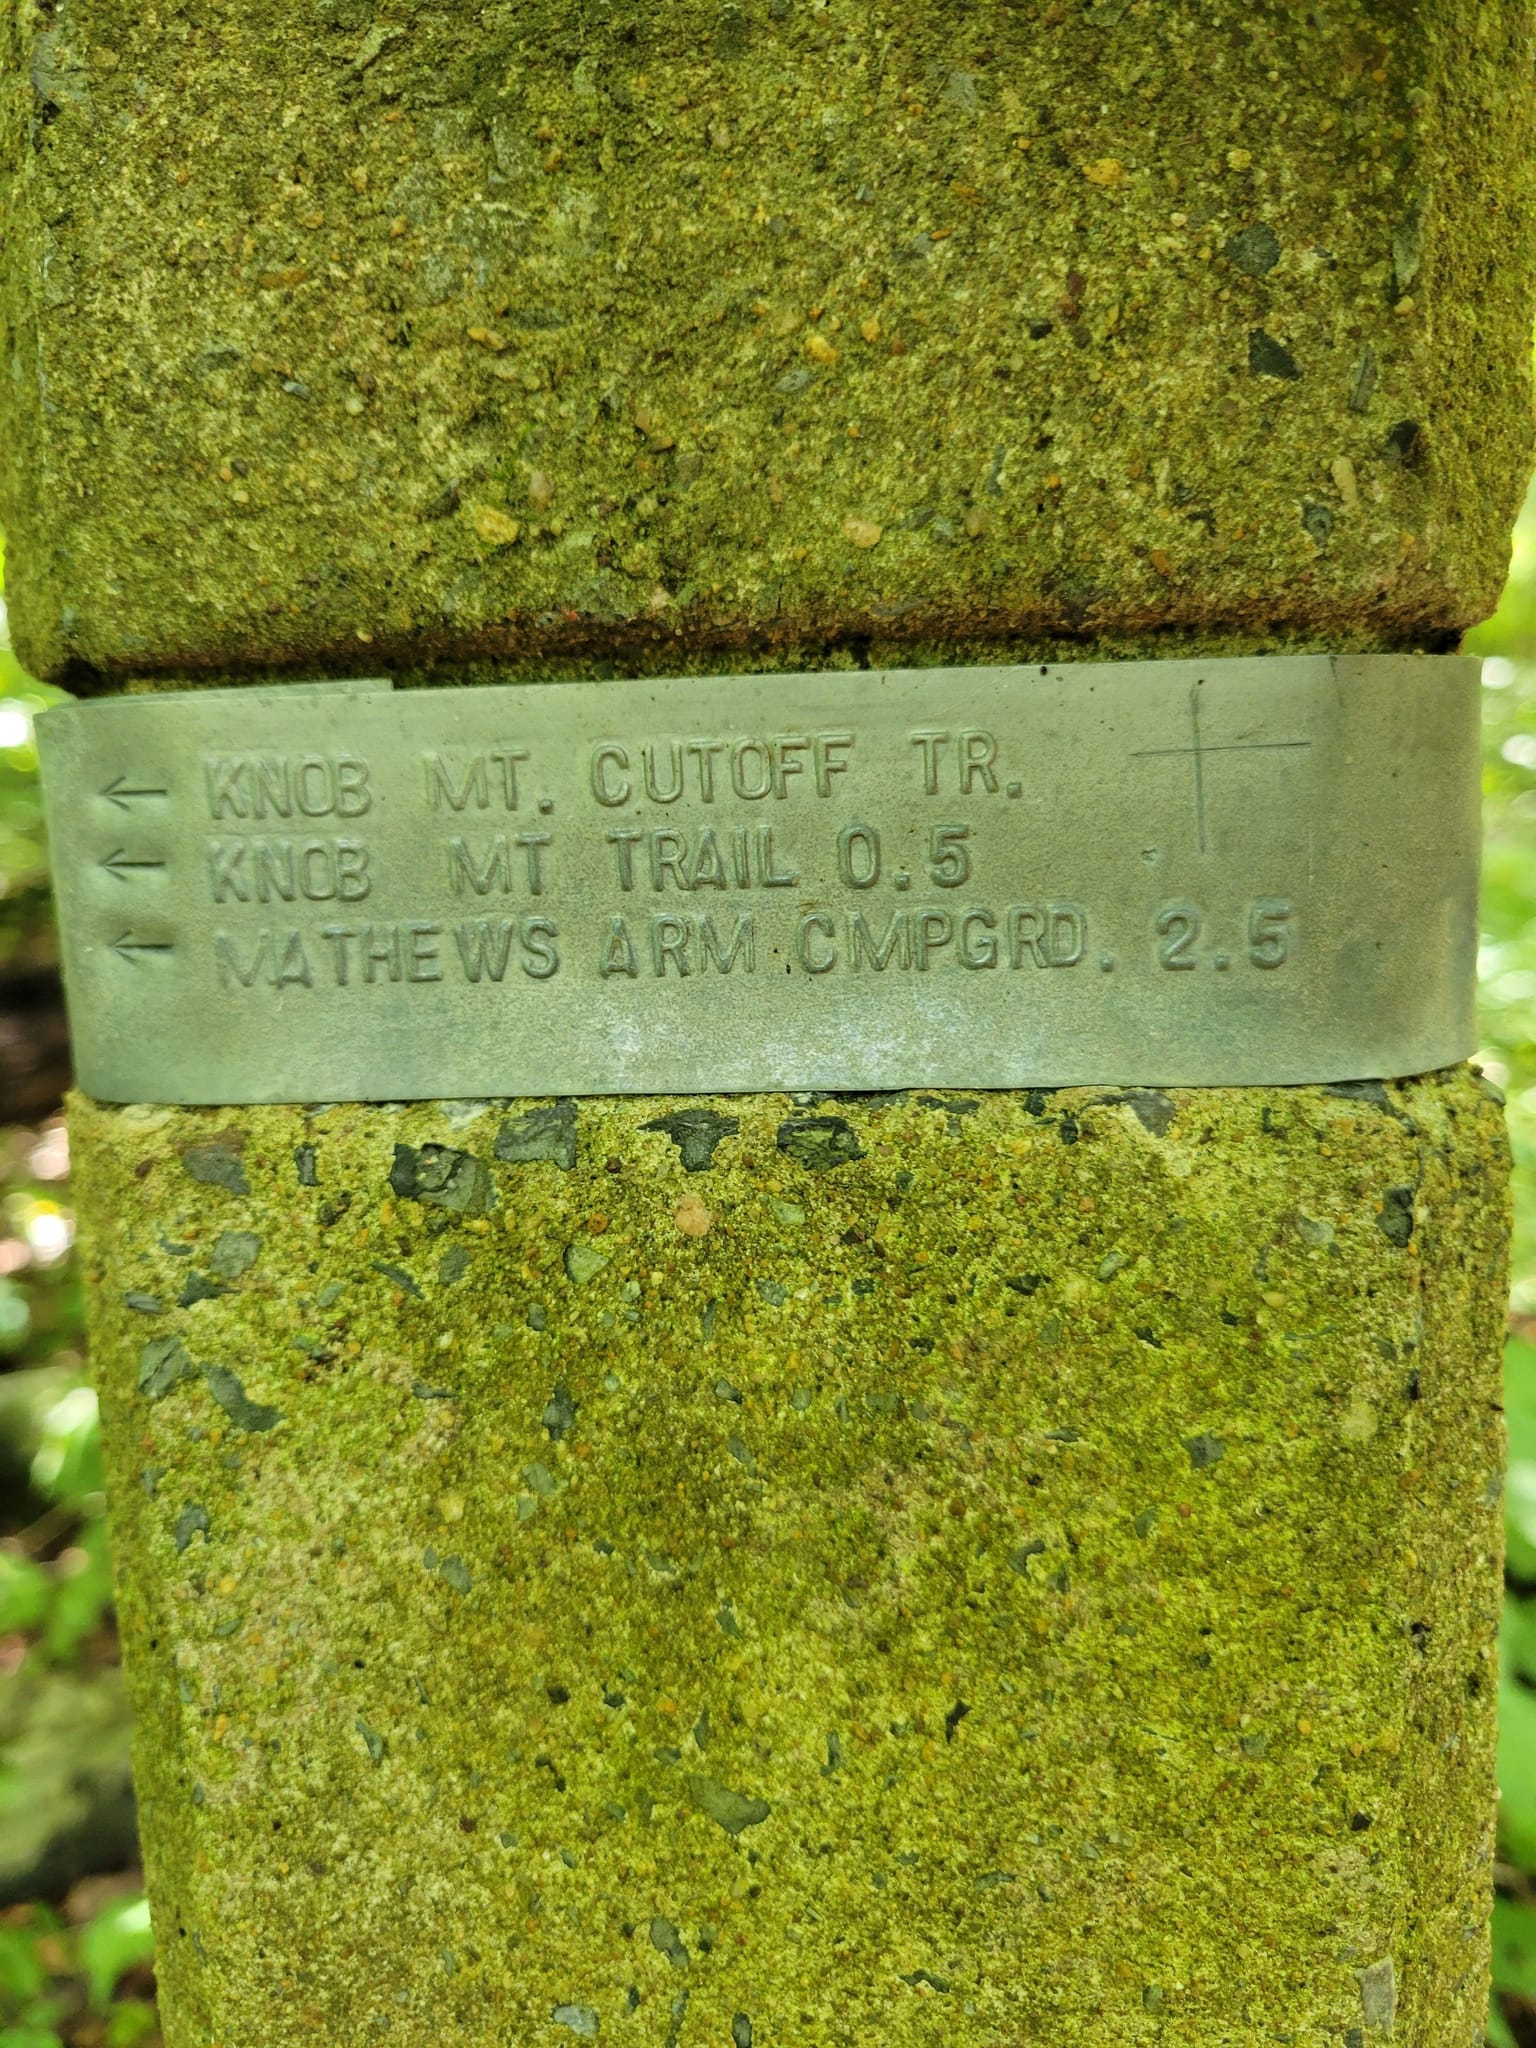 ← KNOB MT. CUTOFF TR.
← KNOB MT TRAIL 0.5
← MATHEWS ARM CMPGRD. 2.5